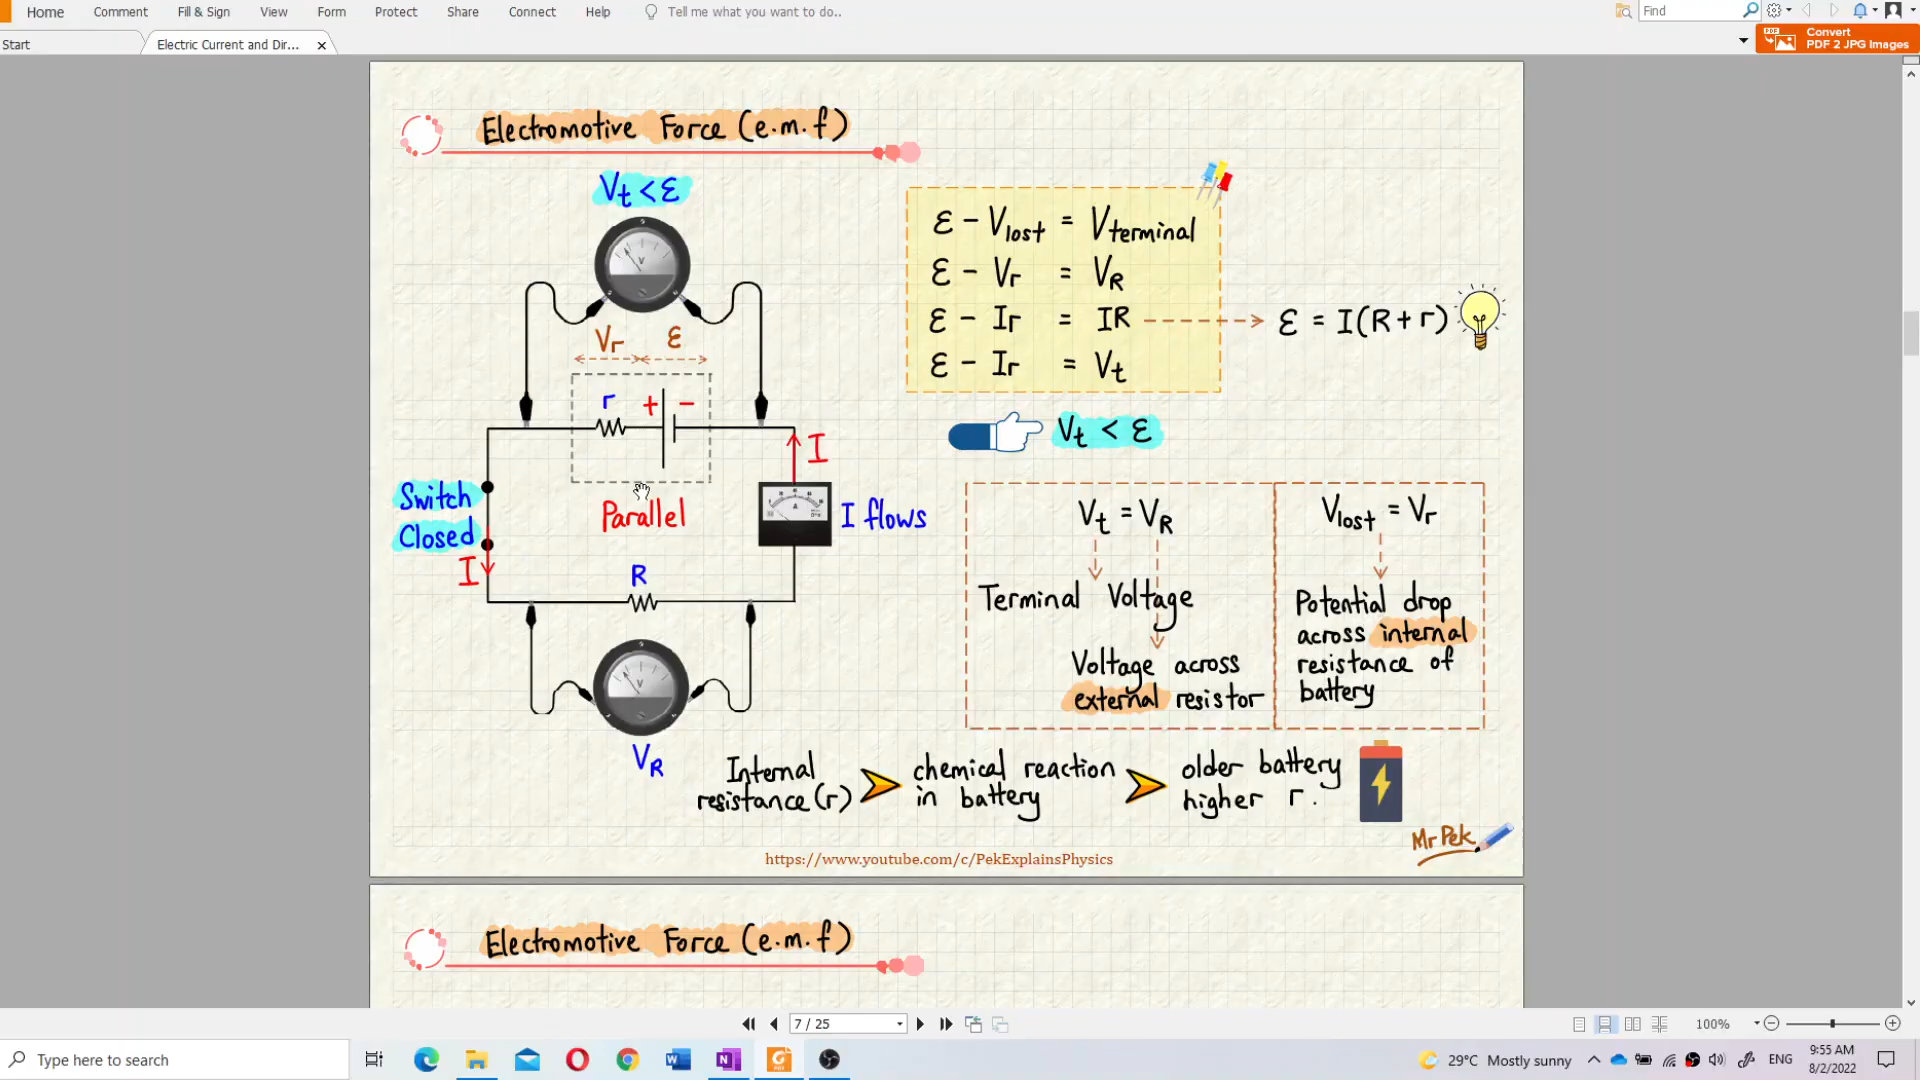 Home Comment Fill & Sign View Form Protect Share Connect Help Tell me what you want to do..
Find
Start
Electric Current and Dir...
Convert
PDF 2 JPG Images
Electromotive Force (e.m.f)
Vt < ε
V
Vr ε
r + -
I
Switch
Closed
I
Parallel
A
I flows
R
V
VR
ε - Vlost = Vterminal
ε - Vr = VR
ε - Ir = IR
ε = I(R+r)
ε - Ir = Vt
Vt < ε
Vt = VR
Terminal Voltage
Voltage across
external resistor
Vlost = Vr
Potential drop
across internal
resistance of
battery
Internal
resistance (r)
chemical reaction
in battery
older battery
higher r.
Mr Pek
https://www.youtube.com/c/PekExplainsPhysics
Electromotive Force (e.m.f)
7 / 25
100%
Type here to search
29°C Mostly sunny
ENG
9:55 AM
8/2/2022